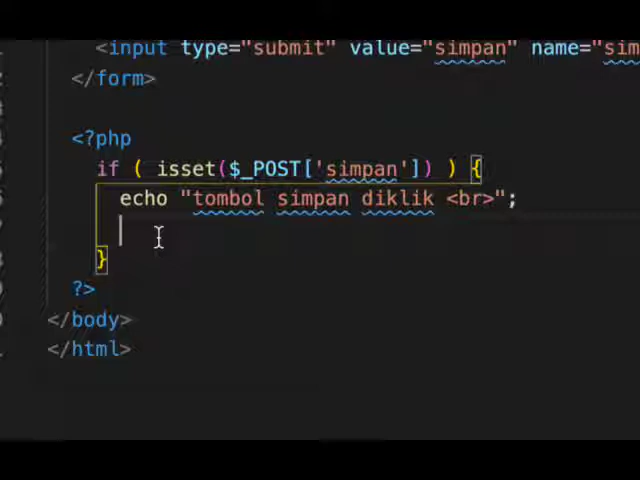 <input type="submit" value="simpan" name="sim
</form>
<?php
if ( isset($_POST['simpan']) ) {
echo "tombol simpan diklik <br>";
}
?>
</body>
</html>